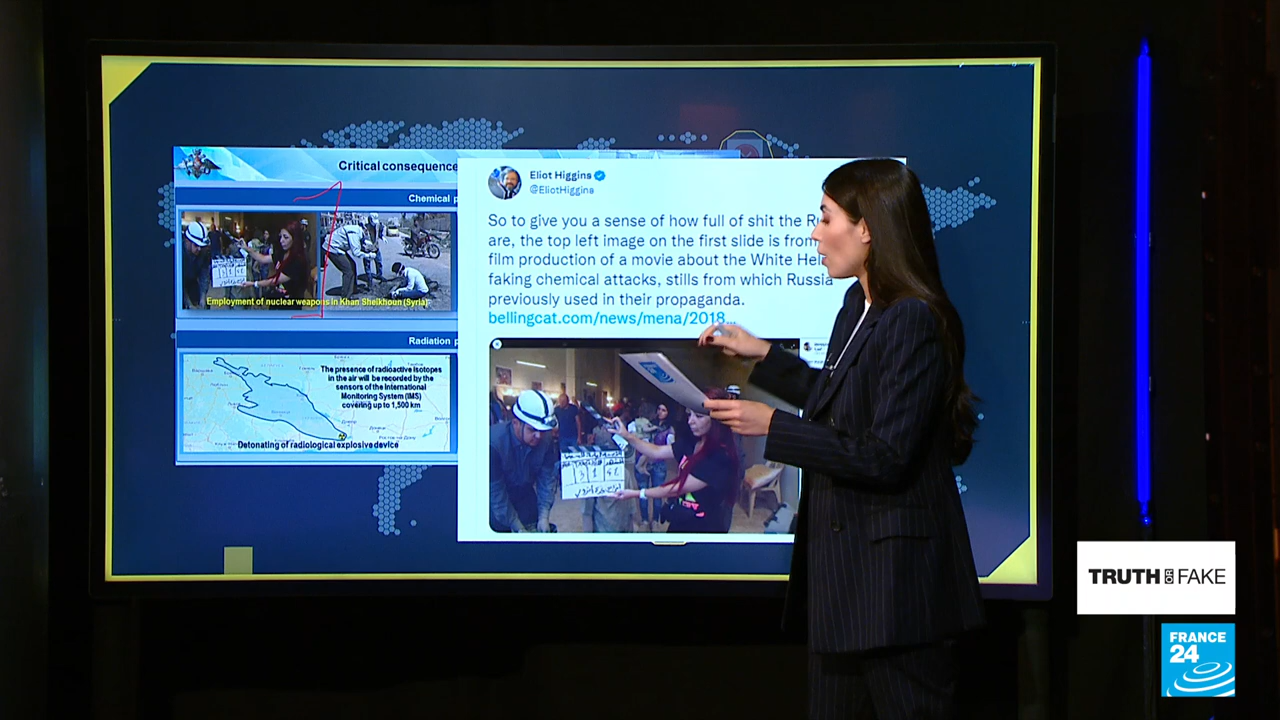 Critical consequence
Chemical p
Employment of nuclear weapons in Khan Sheikhoun (Syria)
Radiation p
The presence of radioactive isotopes
in the air will be recorded by the
sensors of the International
Monitoring System (IMS)
covering up to 1,500 km
Detonating of radiological explosive device
Eliot Higgins
@EliotHiggins
So to give you a sense of how full of shit the Ru
are, the top left image on the first slide is from
film production of a movie about the White Hel
faking chemical attacks, stills from which Russia
previously used in their propaganda.
bellingcat.com/news/mena/2018...
3 1
TRUTH OR FAKE
FRANCE
24